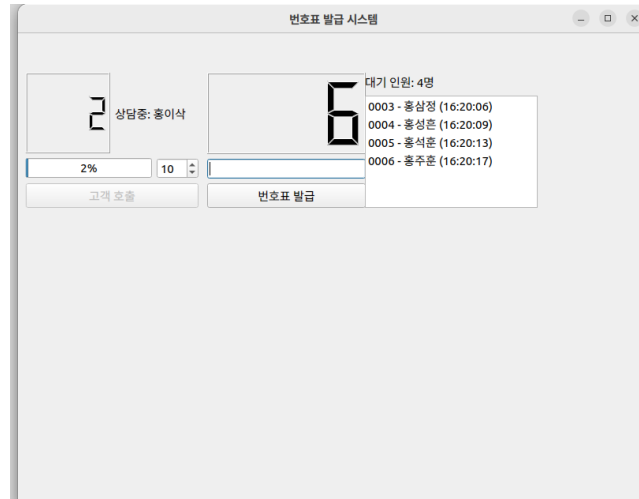 번호표 발급 시스템
2
상담중: 홍이삭
6
대기 인원: 4명
0003 - 홍삼정 (16:20:06)
0004 - 홍성흔 (16:20:09)
0005 - 홍석훈 (16:20:13)
0006 - 홍주훈 (16:20:17)
2%
10
고객 호출
번호표 발급